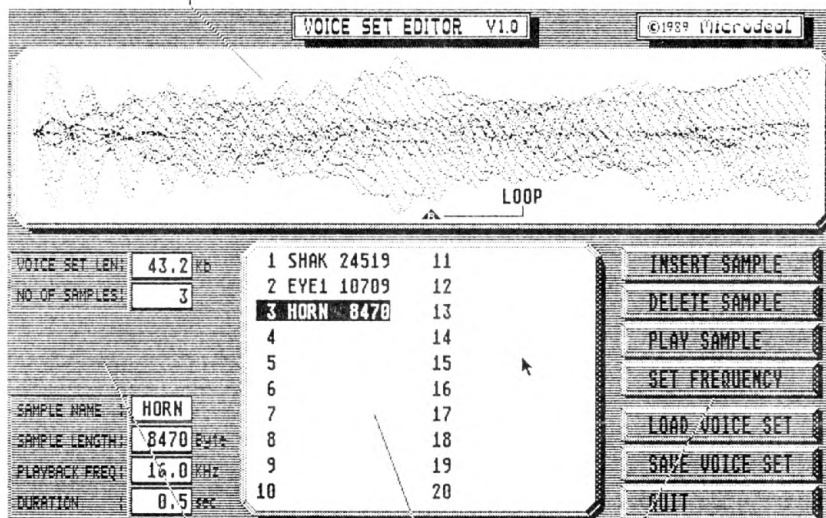 VOICE SET EDITOR V1.0
©1989 Microdeal
LOOP
VOICE SET LEN: 43.2 Kb
NO OF SAMPLES: 3
1 SHAK 24519
2 EYE1 10709
3 HORN 8470
4
5
6
7
8
9
10
11
12
13
14
15
16
17
18
19
20
INSERT SAMPLE
DELETE SAMPLE
PLAY SAMPLE
SET FREQUENCY
LOAD VOICE SET
SAVE VOICE SET
QUIT
SAMPLE NAME : HORN
SAMPLE LENGTH: 8470 Byte
PLAYBACK FREQ: 16.0 KHz
DURATION : 0.5 sec